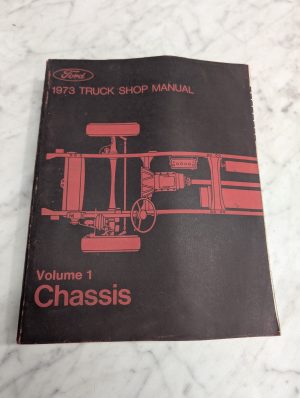 Ford
1973 TRUCK SHOP MANUAL
Volume 1
Chassis